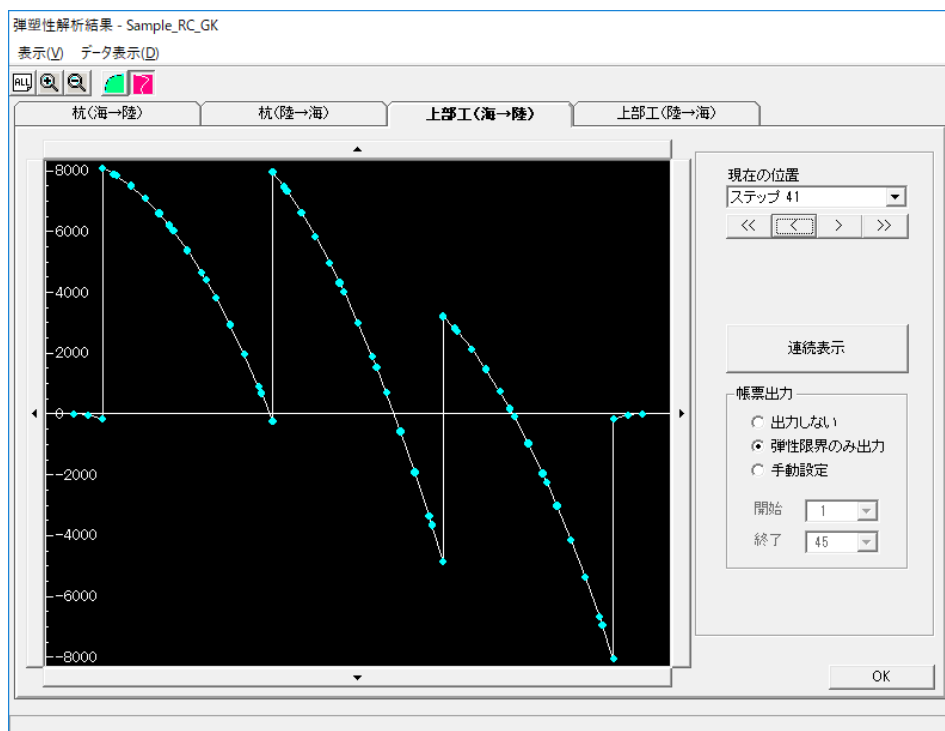 弾塑性解析結果 - Sample_RC_GK
表示(V) データ表示(D)
ALL
杭(海→陸) 杭(陸→海) 上部工(海→陸) 上部工(陸→海)
8000
6000
4000
2000
0
-2000
-4000
-6000
-8000
現在の位置
ステップ 41
<< < > >>
連続表示
帳票出力
出力しない
弾性限界のみ出力
手動設定
開始 1
終了 45
OK